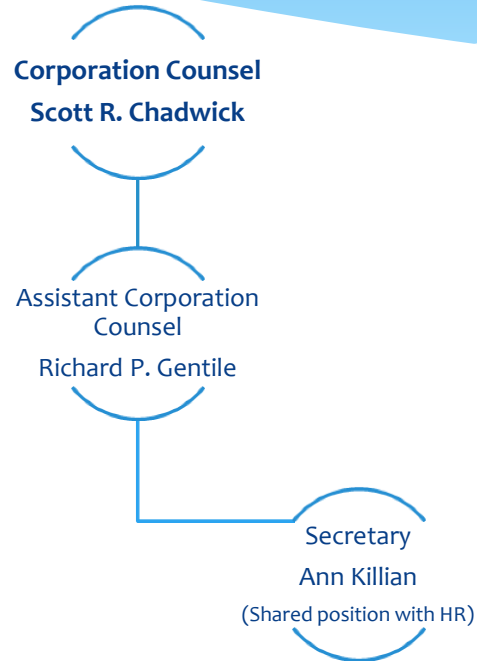 Corporation Counsel
Scott R. Chadwick
Assistant Corporation
Counsel
Richard P. Gentile
Secretary
Ann Killian
(Shared position with HR)